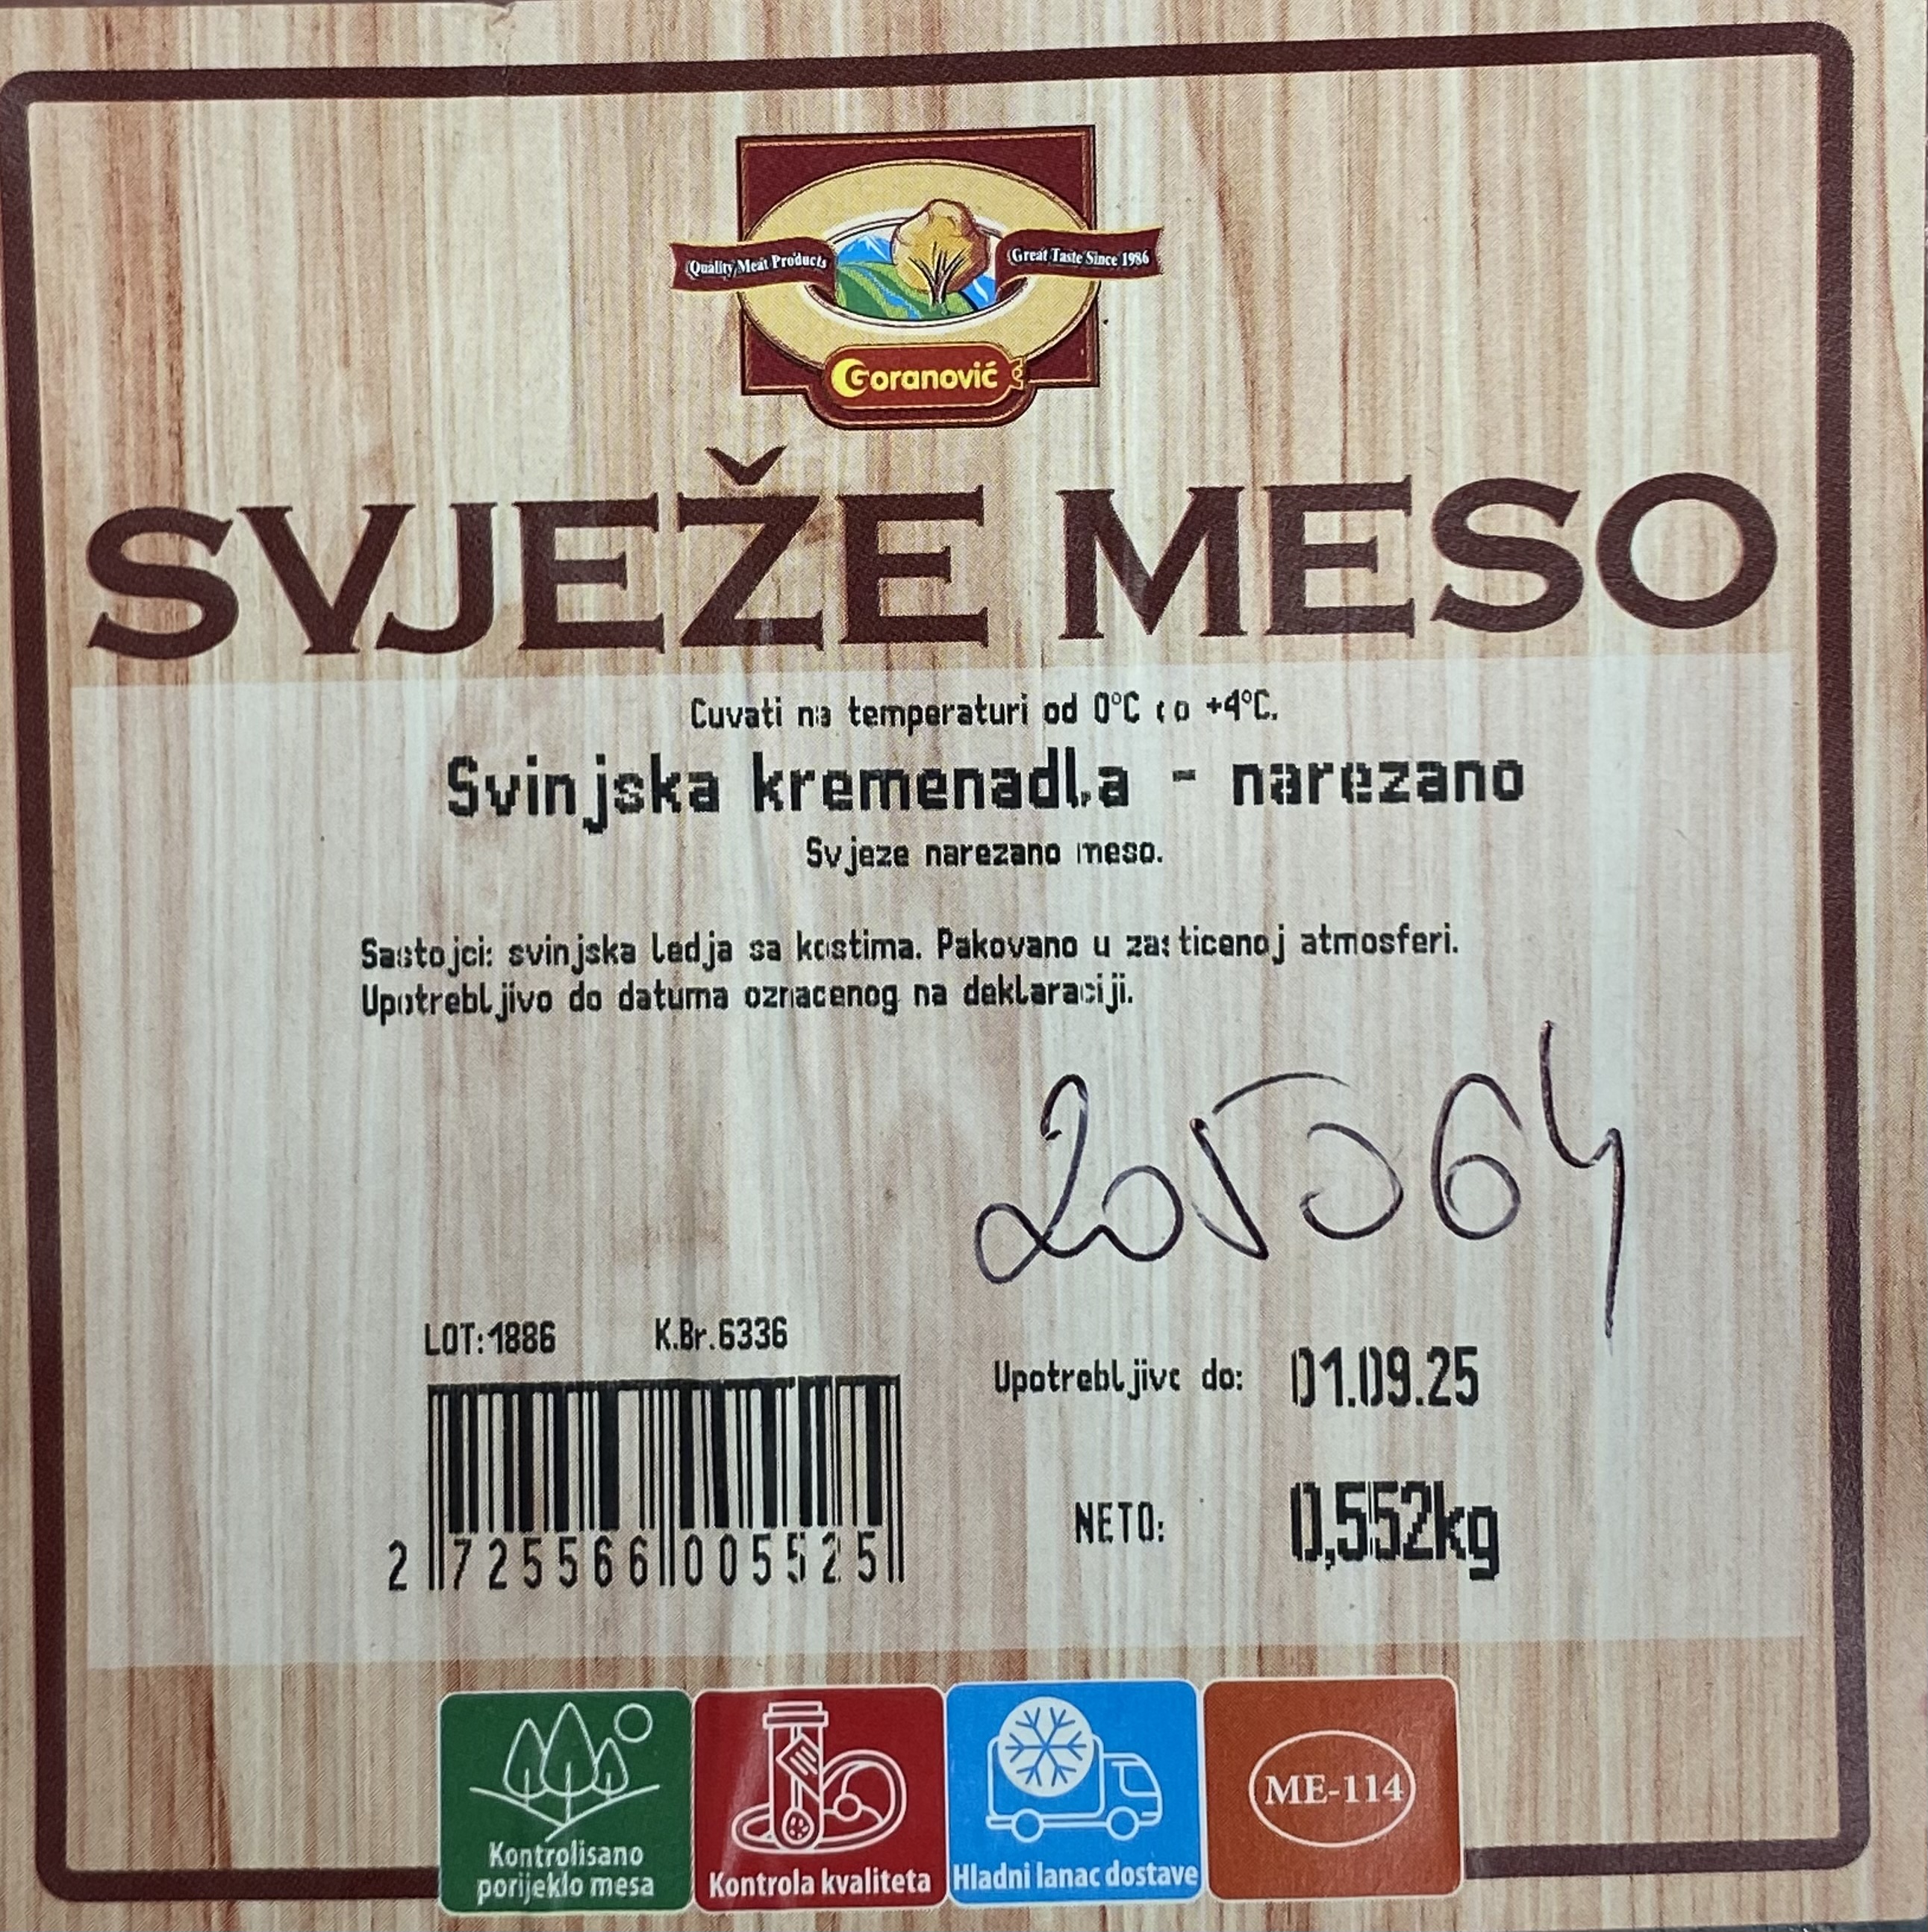 Quality Meat Products
Great Taste Since 1986
Goranović
SVJEŽE MESO
Cuvati na temperaturi od 0°C do +4°C.
Svinjska kremenadla - narezano
Svjeze narezano meso.
Sastojci: svinjska ledja sa kostima. Pakovano u zasticenoj atmosferi.
Upotrebljivo do datuma oznacenog na deklaraciji.
205064
LOT:1886 K.Br.6336
Upotrebljivo do: 01.09.25
NETO: 0,552kg
2 725566 005525
Kontrolisano
porijeklo mesa
Kontrola kvaliteta
Hladni lanac dostave
ME-114